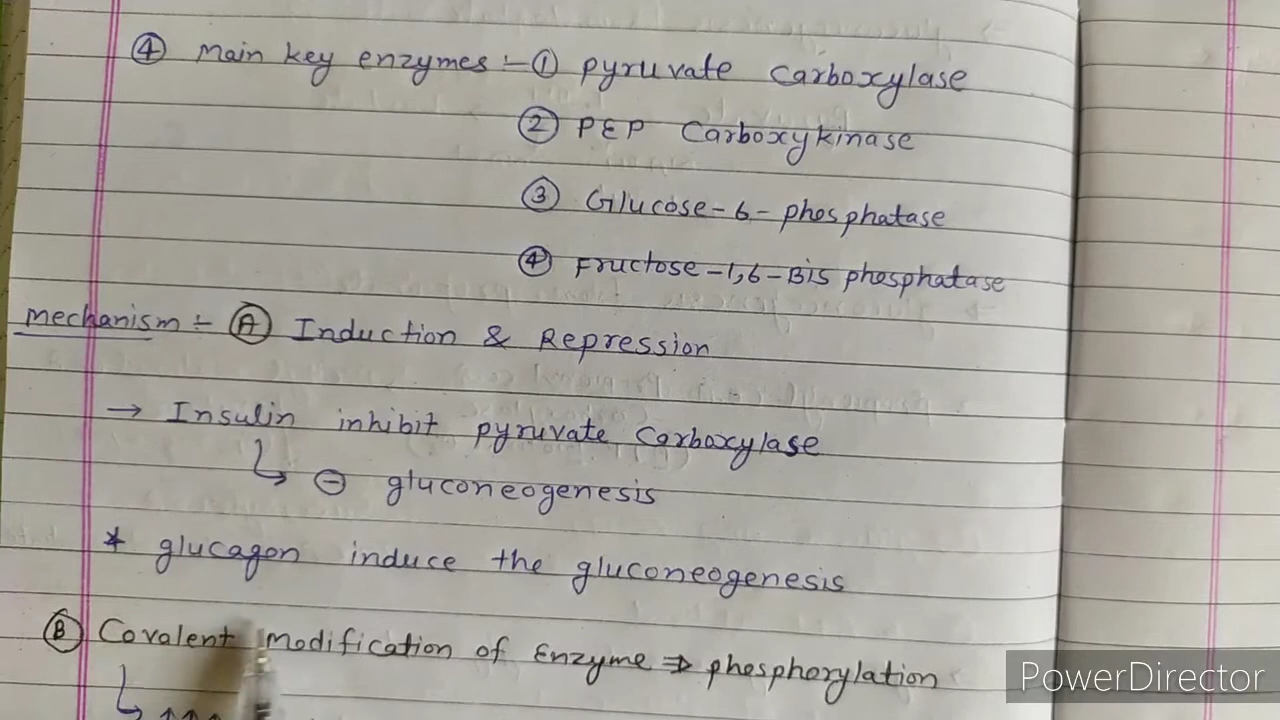 ④ Main key enzymes :- ① Pyruvate Carboxylase
② PEP Carboxykinase
③ Glucose-6-phosphatase
④ Fructose-1,6-Bis phosphatase
Mechanism :- Ⓐ Induction & Repression
→ Insulin inhibit pyruvate Carboxylase
↳ ⊖ gluconeogenesis
* glucagon induce the gluconeogenesis
Ⓑ Covalent modification of Enzyme ⇒ phosphorylation
↳ ↑↑↑
PowerDirector